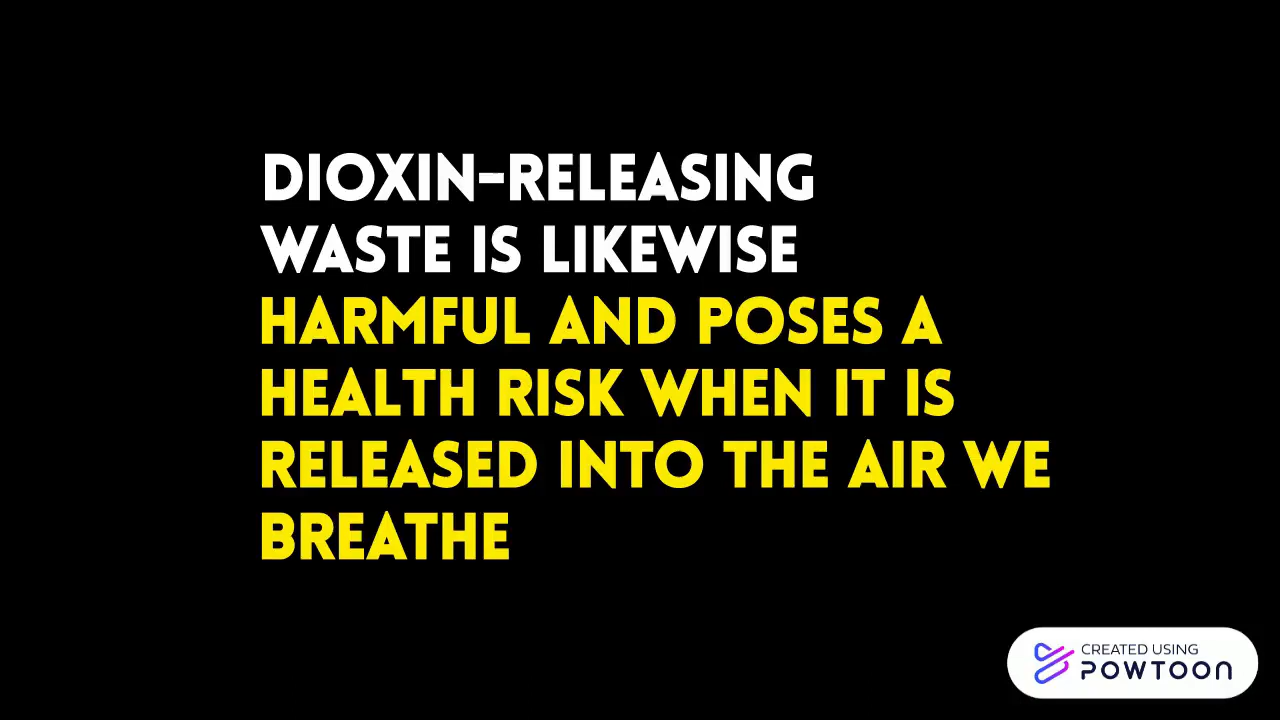 DIOXIN-RELEASING
WASTE IS LIKEWISE
HARMFUL AND POSES A
HEALTH RISK WHEN IT IS
RELEASED INTO THE AIR WE
BREATHE
CREATED USING
POWTOON